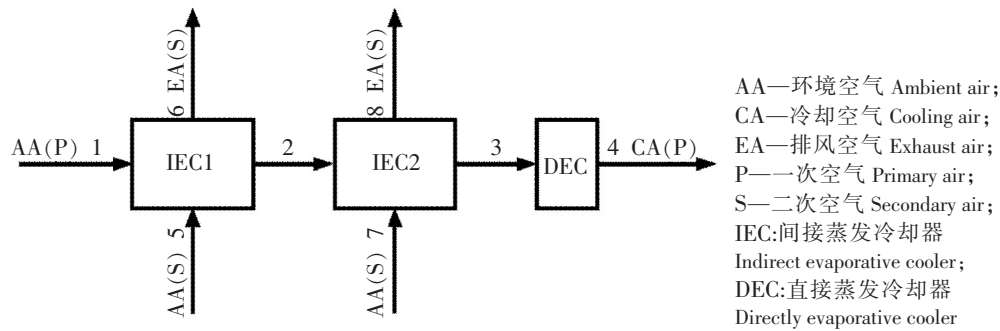 6 EA(S)
8 EA(S)
AA(P) 1
IEC1
2
IEC2
3
DEC
4 CA(P)
AA(S) 5
AA(S) 7
AA—环境空气 Ambient air;
CA—冷却空气 Cooling air;
EA—排风空气 Exhaust air;
P—一次空气 Primary air;
S—二次空气 Secondary air;
IEC:间接蒸发冷却器
Indirect evaporative cooler;
DEC:直接蒸发冷却器
Directly evaporative cooler